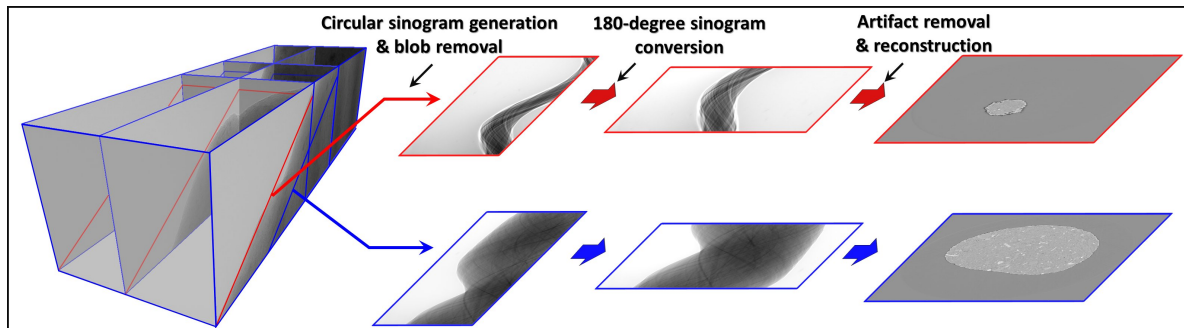 Circular sinogram generation
& blob removal
180-degree sinogram
conversion
Artifact removal
& reconstruction